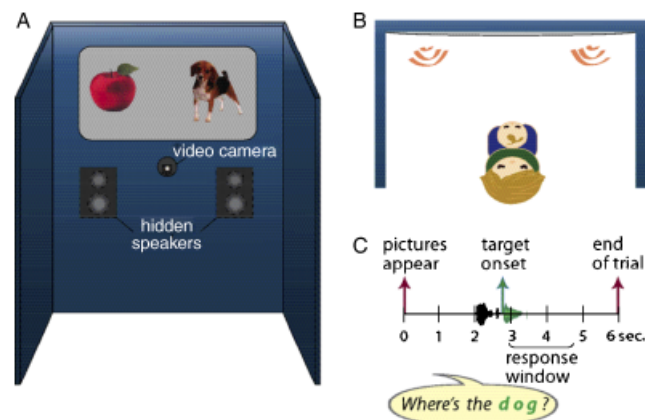 A
video camera
hidden
speakers
B
C
pictures
appear
target
onset
end
of trial
0 1 2 3 4 5 6 sec.
response
window
Where's the dog?